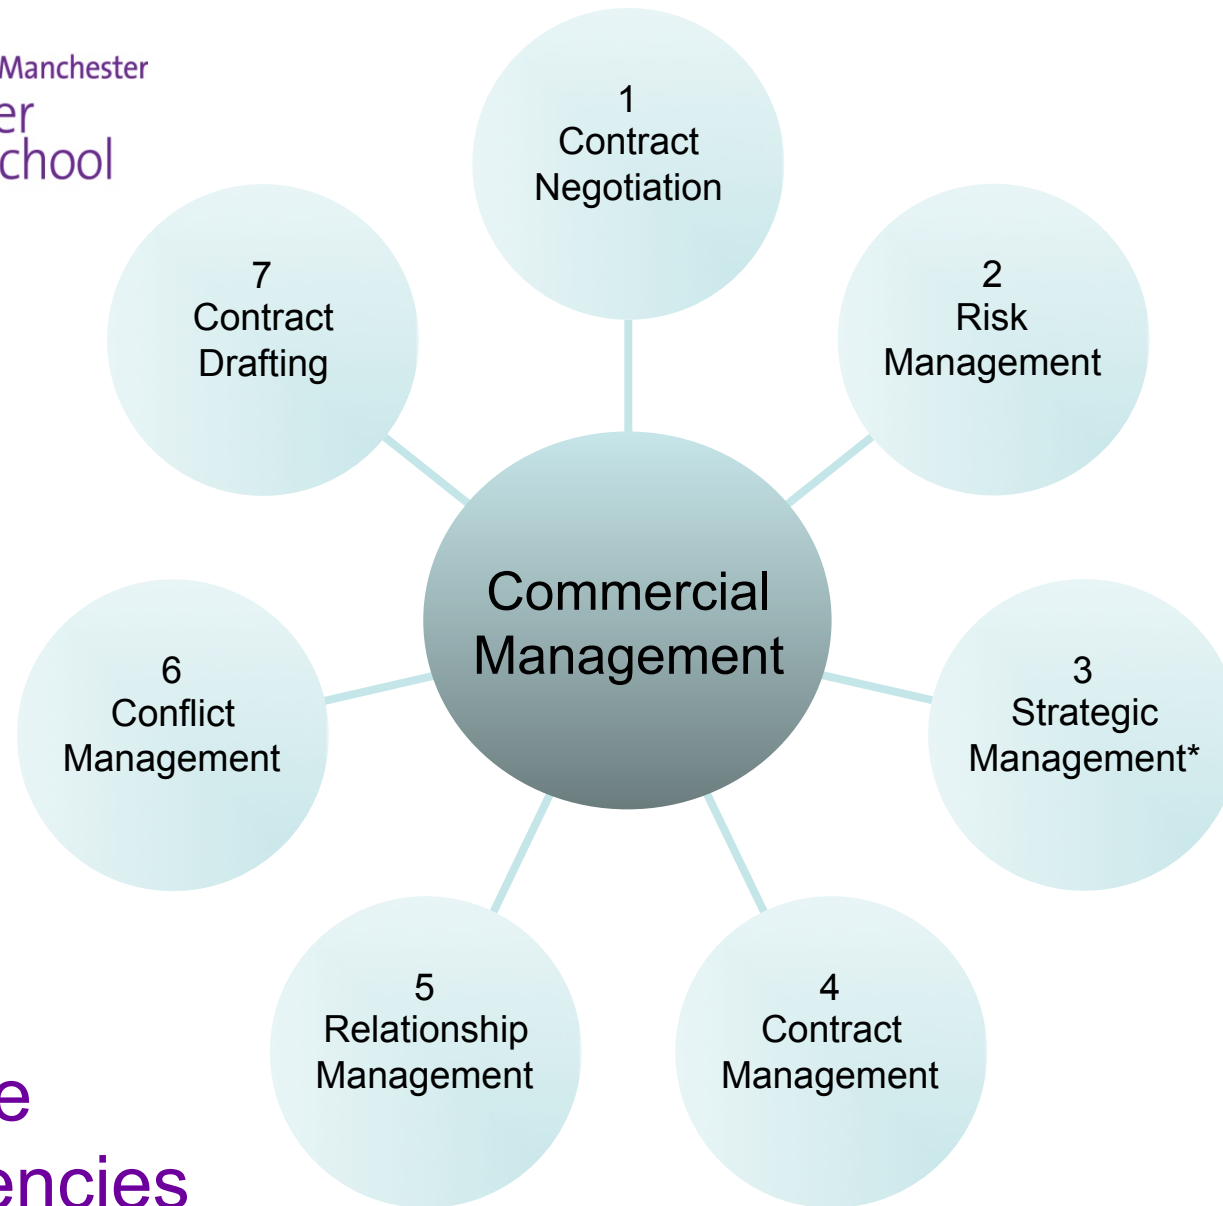 Manchester
er
chool
1
Contract
Negotiation
2
Risk
Management
3
Strategic
Management*
4
Contract
Management
5
Relationship
Management
6
Conflict
Management
7
Contract
Drafting
Commercial
Management
e
encies